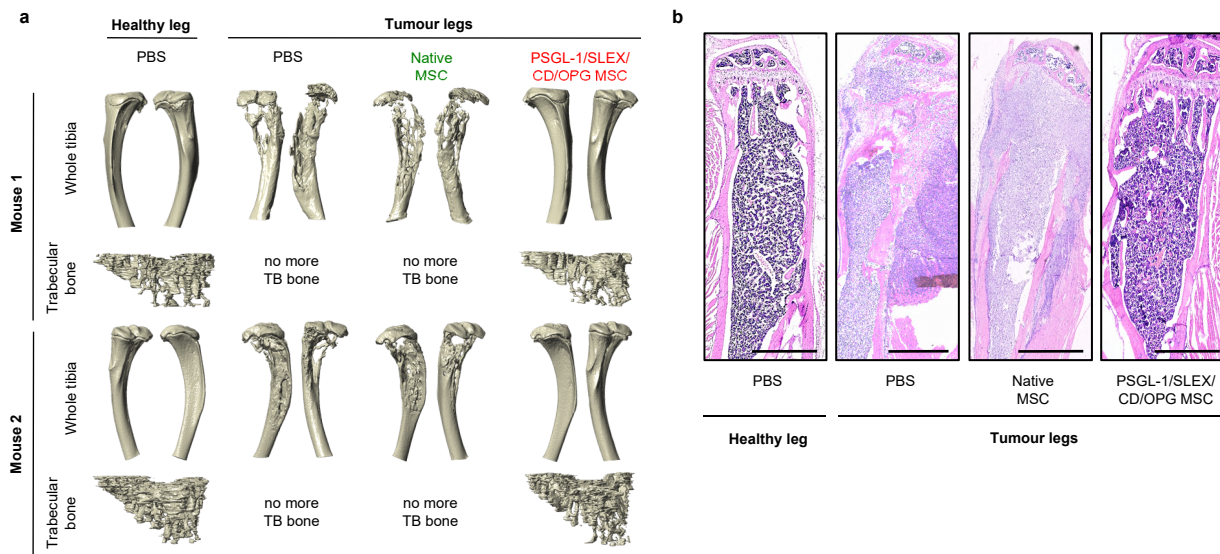 a
Healthy leg
Tumour legs
PBS
PBS
Native
MSC
PSGL-1/SLEX/
CD/OPG MSC
Mouse 1
Whole tibia
Trabecular
bone
no more
TB bone
no more
TB bone
Mouse 2
Whole tibia
Trabecular
bone
no more
TB bone
no more
TB bone
b
PBS
PBS
Native
MSC
PSGL-1/SLEX/
CD/OPG MSC
Healthy leg
Tumour legs